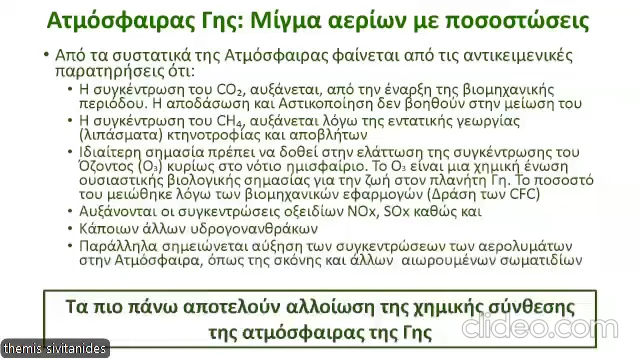 Ατμόσφαιρας Γης: Μίγμα αερίων με ποσοστώσεις
• Από τα συστατικά της Ατμόσφαιρας φαίνεται από τις αντικειμενικές
παρατηρήσεις ότι:
• Η συγκέντρωση του CO₂, αυξάνεται, από την έναρξη της βιομηχανικής
περιόδου. Η αποδάσωση και Αστικοποίηση δεν βοηθούν στην μείωση του
• Η συγκέντρωση του CH₄, αυξάνεται λόγω της εντατικής γεωργίας
(λιπάσματα) κτηνοτροφίας και αποβλήτων
• Ιδιαίτερη σημασία πρέπει να δοθεί στην ελάττωση της συγκέντρωσης του
Όζοντος (O₃) κυρίως στο νότιο ημισφαίριο. Το O₃ είναι μια χημική ένωση
ουσιαστικής βιολογικής σημασίας για την ζωή στον πλανήτη Γη. Το ποσοστό
του μειώθηκε λόγω των βιομηχανικών εφαρμογών (Δράση των CFC)
• Αυξάνονται οι συγκεντρώσεις οξειδίων NOx, SOx καθώς και
• Κάποιων άλλων υδρογονανθράκων
• Παράλληλα σημειώνεται αύξηση των συγκεντρώσεων των αερολυμάτων
στην Ατμόσφαιρα, όπως της σκόνης και άλλων αιωρουμένων σωματιδίων
Τα πιο πάνω αποτελούν αλλοίωση της χημικής σύνθεσης
της ατμόσφαιρας της Γης
clideo.com
themis sivitanides